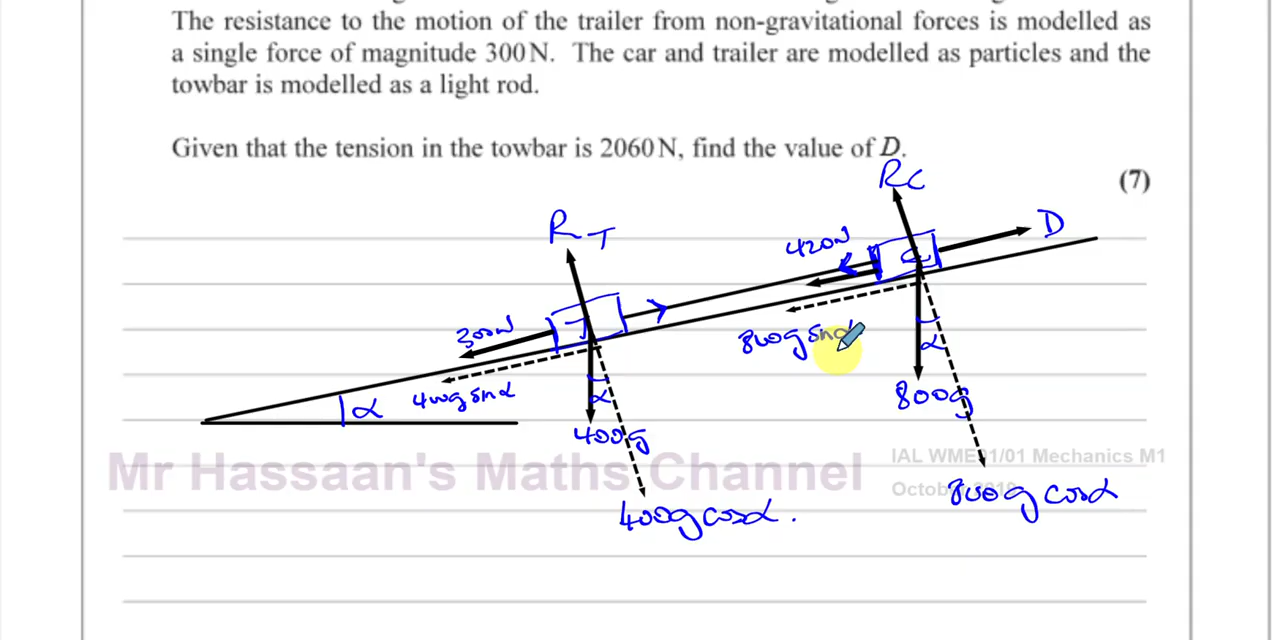 The resistance to the motion of the trailer from non-gravitational forces is modelled as
a single force of magnitude 300 N. The car and trailer are modelled as particles and the
towbar is modelled as a light rod.
Given that the tension in the towbar is 2060 N, find the value of D.
(7)
RC
RT
420N
C
D
300N
T
800g sinα
α
400g sinα
α
α
800g
400g
Mr Hassaan's Maths Channel
IAL WME01/01 Mechanics M1
800g cosα
400g cosα.